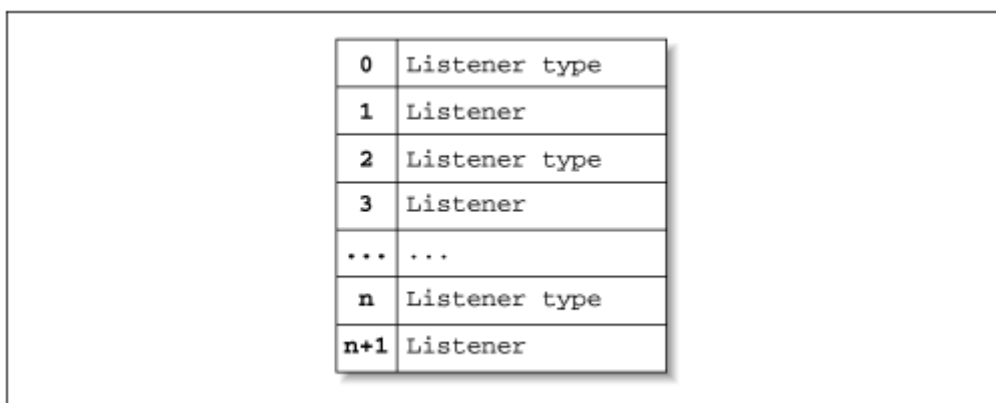 0 Listener type
1 Listener
2 Listener type
3 Listener
... ...
n Listener type
n+1 Listener